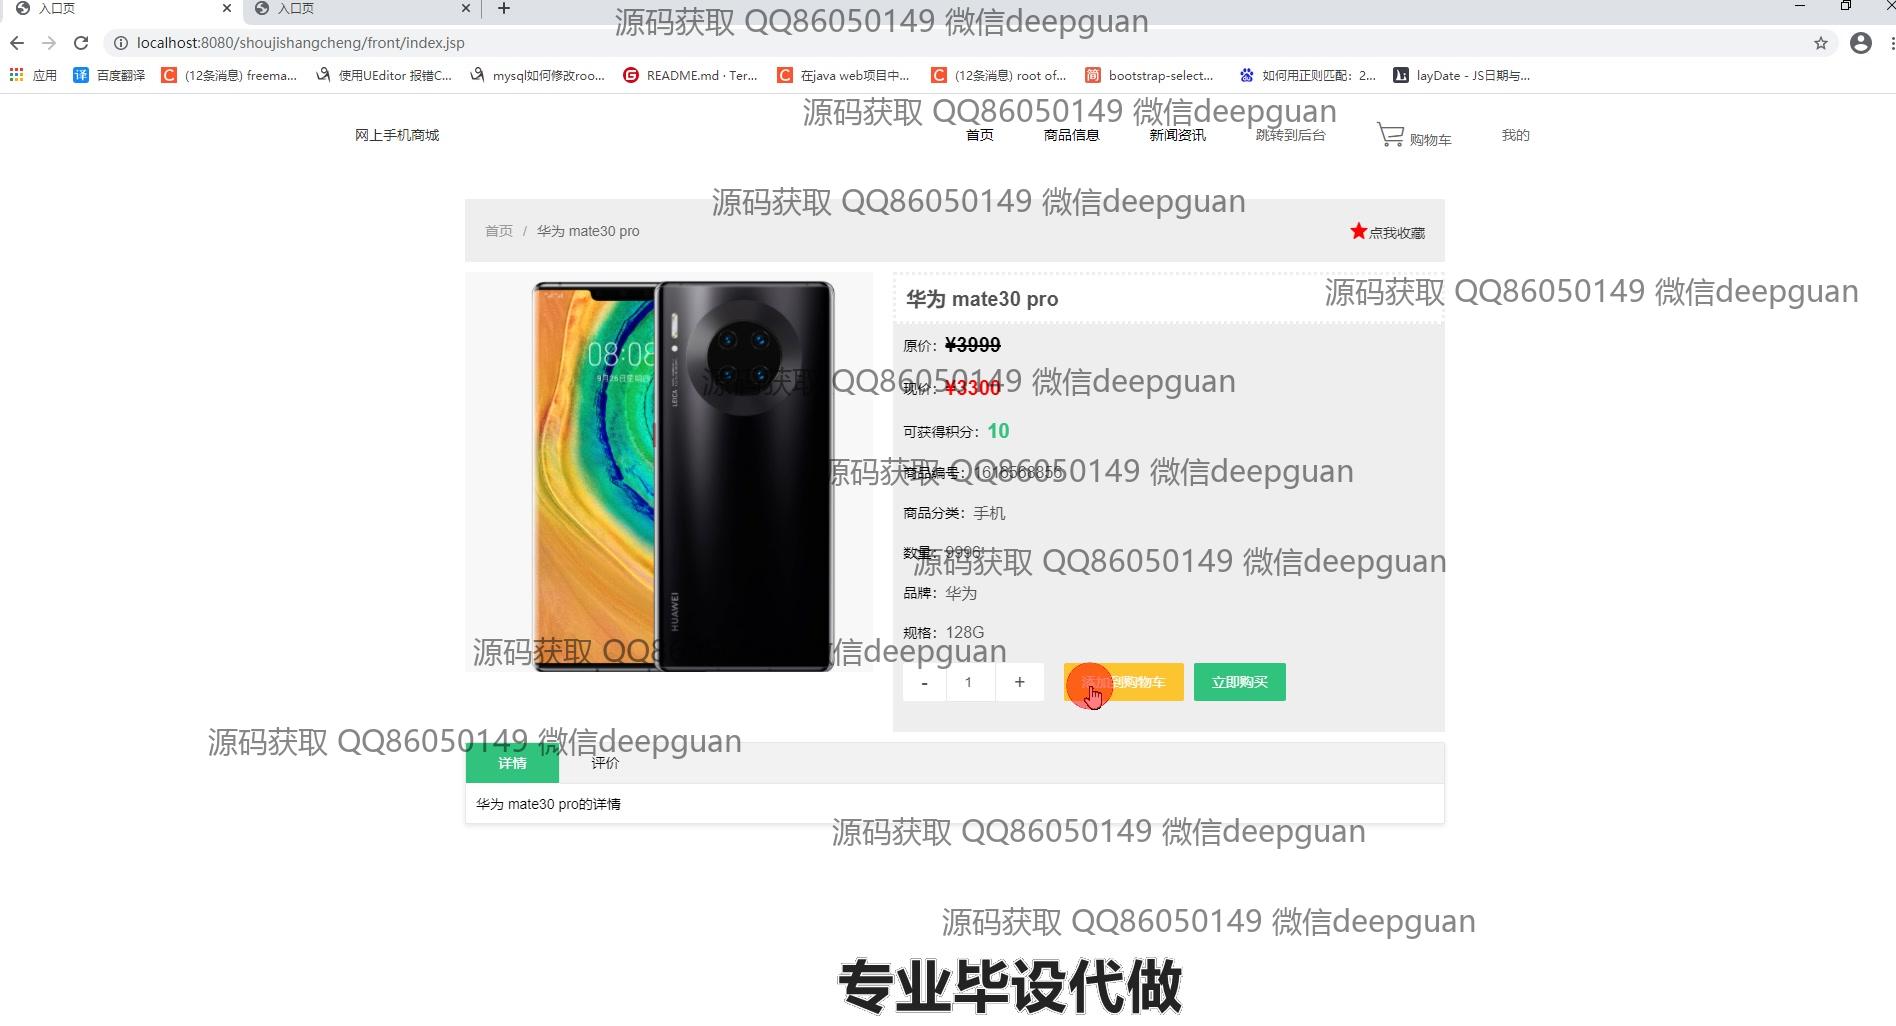 入口页
入口页
源码获取 QQ86050149 微信deepguan
localhost:8080/shoujishangcheng/front/index.jsp
应用 百度翻译 (12条消息) freema... 使用UEditor 报错C... mysql如何修改roo... README.md · Ter... 在java web项目中... (12条消息) root of... bootstrap-select... 如何用正则匹配：2... layDate - JS日期与...
源码获取 QQ86050149 微信deepguan
网上手机商城 首页 商品信息 新闻资讯 跳转到后台 购物车 我的
源码获取 QQ86050149 微信deepguan
首页 / 华为 mate30 pro 点我收藏
源码获取 QQ86050149 微信deepguan
华为 mate30 pro
原价：¥3999
08:08
9月26日星期四
LEICA
源码获取 QQ86050149 微信deepguan
现价：¥3300
可获得积分：10
源码获取 QQ86050149 微信deepguan
商品编号：
商品分类：手机
数量：9996
源码获取 QQ86050149 微信deepguan
品牌：华为
HUAWEI
规格：128G
源码获取 QQ86050149 微信deepguan
- 1 + 添加到购物车 立即购买
源码获取 QQ86050149 微信deepguan
详情 评价
华为 mate30 pro的详情
源码获取 QQ86050149 微信deepguan
源码获取 QQ86050149 微信deepguan
专业毕设代做